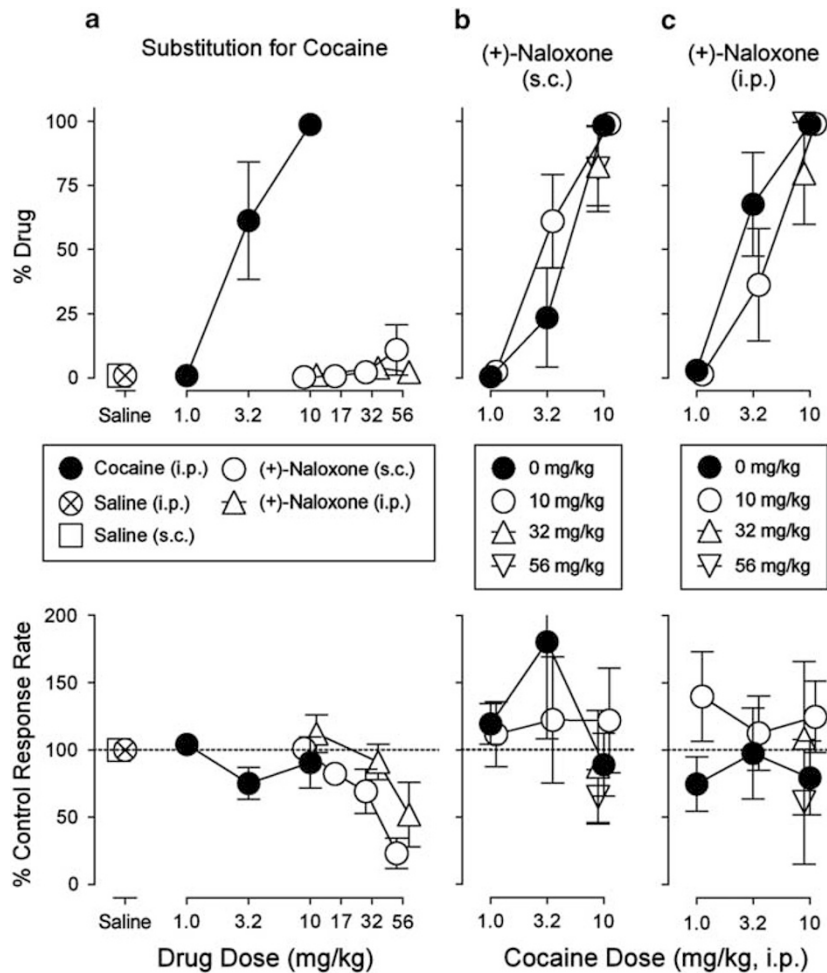 a
Substitution for Cocaine
b
(+)-Naloxone
(s.c.)
c
(+)-Naloxone
(i.p.)
% Drug
100
75
50
25
0
Saline
1.0
3.2
10
17
32
56
1.0
3.2
10
1.0
3.2
10
Cocaine (i.p.)
(+)-Naloxone (s.c.)
Saline (i.p.)
(+)-Naloxone (i.p.)
Saline (s.c.)
0 mg/kg
10 mg/kg
32 mg/kg
56 mg/kg
0 mg/kg
10 mg/kg
32 mg/kg
56 mg/kg
% Control Response Rate
200
150
100
50
0
Saline
1.0
3.2
10
17
32
56
1.0
3.2
10
1.0
3.2
10
Drug Dose (mg/kg)
Cocaine Dose (mg/kg, i.p.)